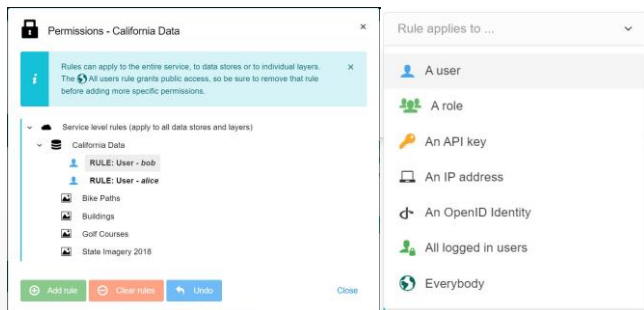 Permissions - California Data
×
i
Rules can apply to the entire service, to data stores or to individual layers.
×
The All users rule grants public access, so be sure to remove that rule
before adding more specific permissions.
Service level rules (apply to all data stores and layers)
California Data
RULE: User - bob
RULE: User - alice
Bike Paths
Buildings
Golf Courses
State Imagery 2018
Add rule
Clear rules
Undo
Close
Rule applies to ...
A user
A role
An API key
An IP address
An OpenID Identity
All logged in users
Everybody